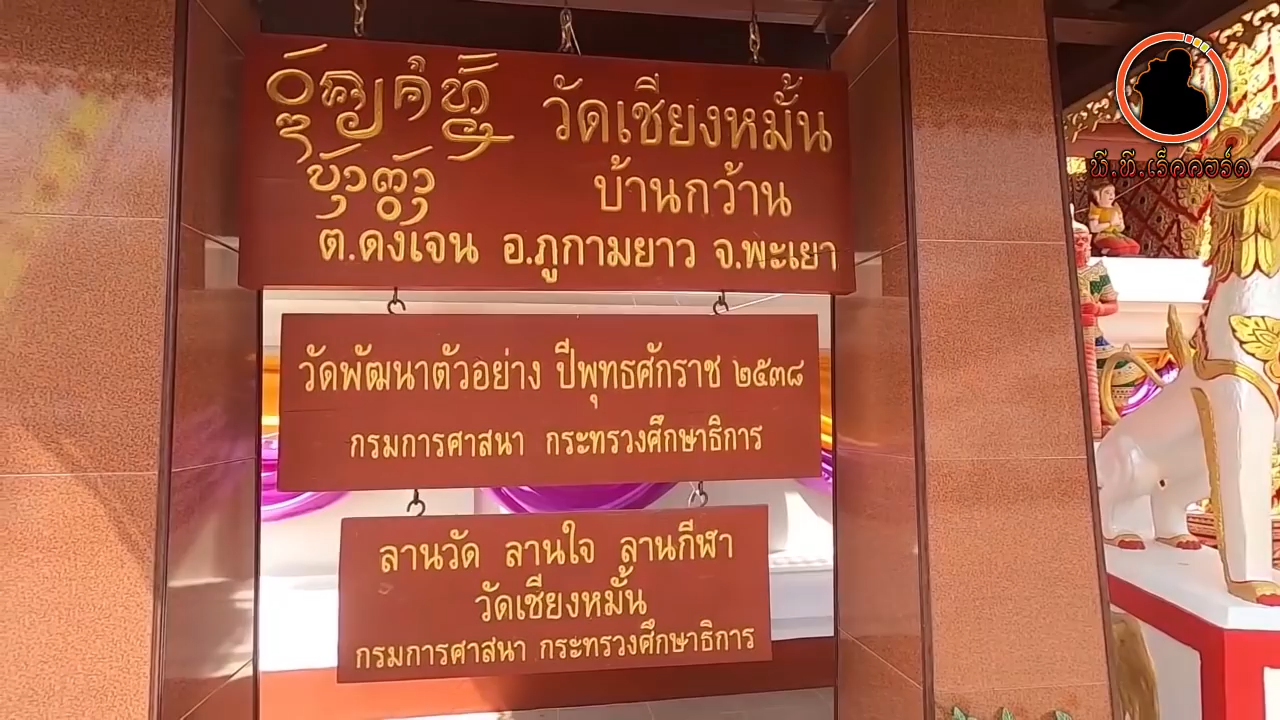 วัดเชียงหมั้น
บ้านกว้าน
ต.ดงเจน อ.ภูกามยาว จ.พะเยา
วัดพัฒนาตัวอย่าง ปีพุทธศักราช ๒๕๓๘
กรมการศาสนา กระทรวงศึกษาธิการ
ลานวัด ลานใจ ลานกีฬา
วัดเชียงหมั้น
กรมการศาสนา กระทรวงศึกษาธิการ
พี.ที.เร็คคอร์ด